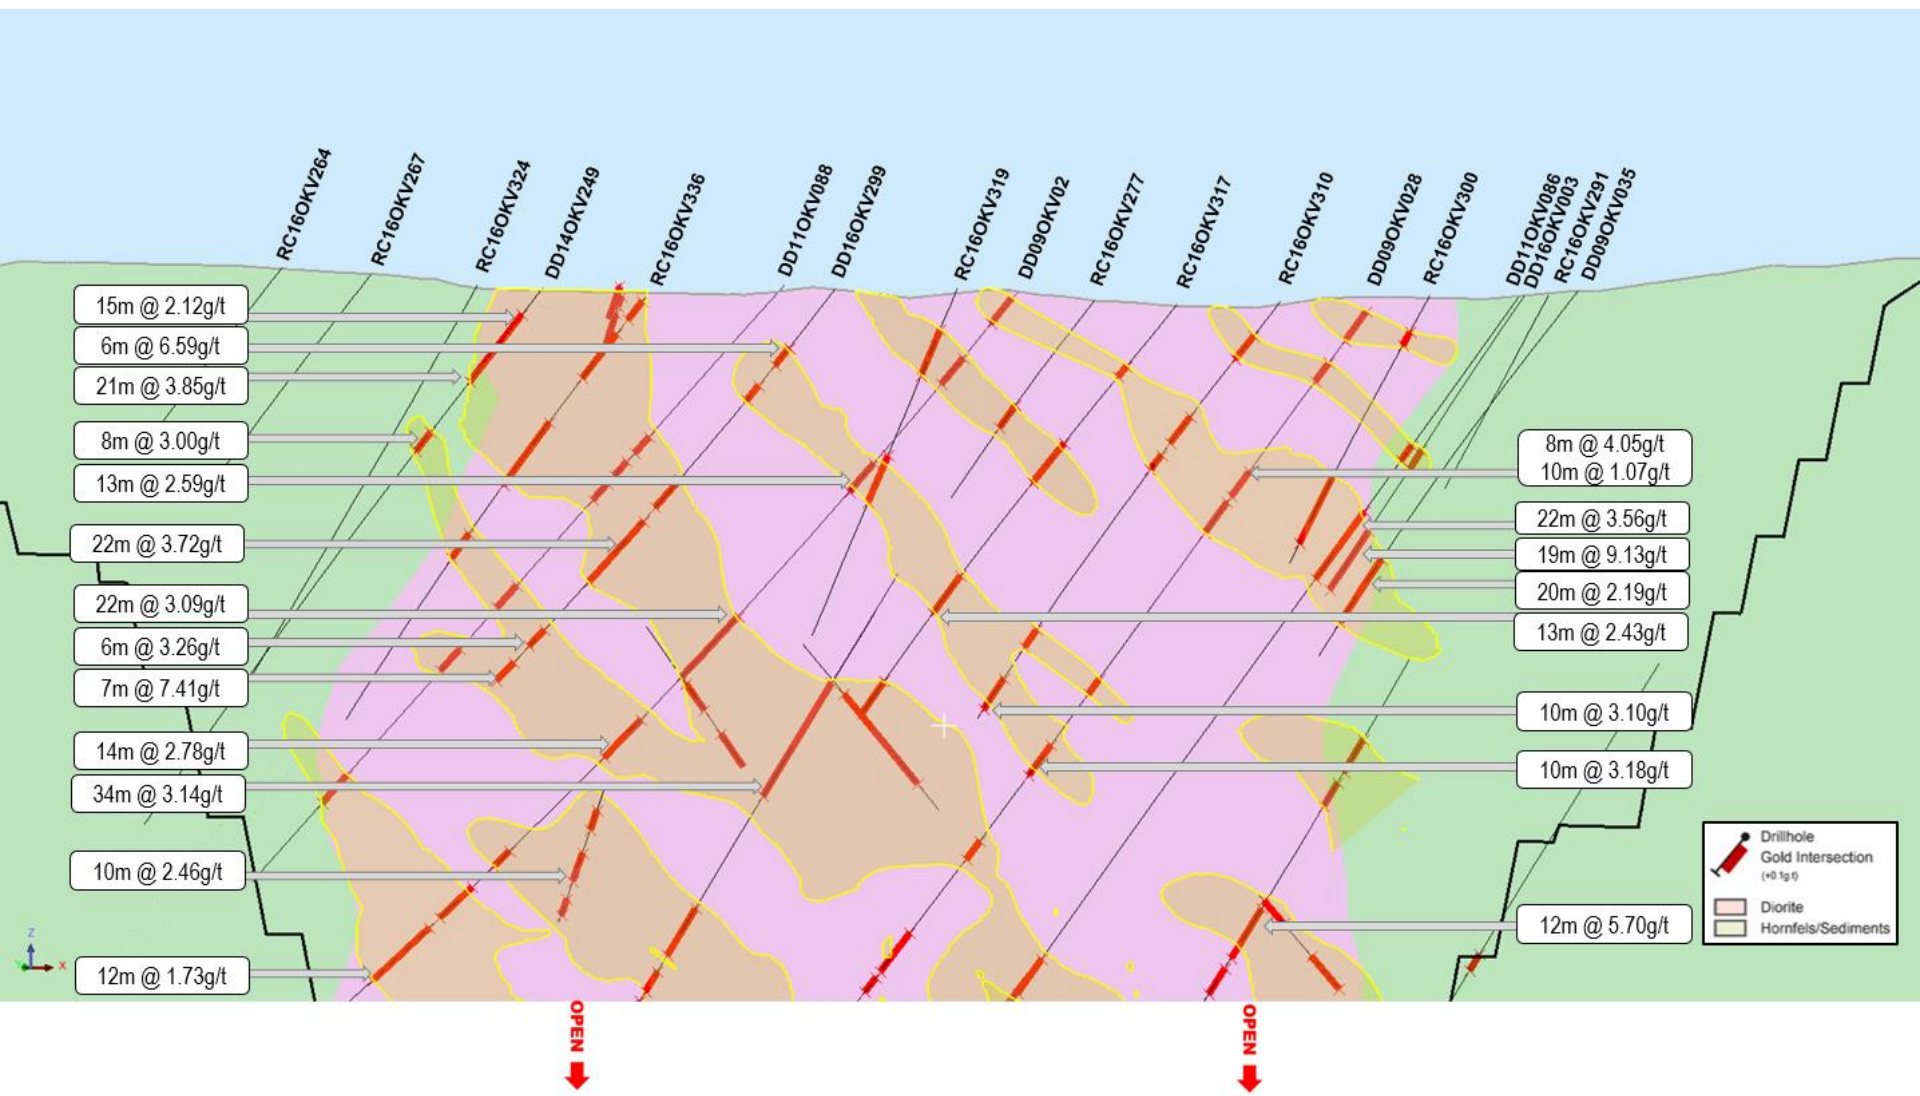 RC16OKV264
RC16OKV267
RC16OKV324
DD14OKV249
RC16OKV336
DD11OKV088
DD16OKV299
RC16OKV319
DD09OKV02
RC16OKV277
RC16OKV317
RC16OKV310
DD09OKV028
RC16OKV300
DD11OKV086
DD16OKV003
RC16OKV291
DD09OKV035
15m @ 2.12g/t
6m @ 6.59g/t
21m @ 3.85g/t
8m @ 3.00g/t
13m @ 2.59g/t
22m @ 3.72g/t
22m @ 3.09g/t
6m @ 3.26g/t
7m @ 7.41g/t
14m @ 2.78g/t
34m @ 3.14g/t
10m @ 2.46g/t
12m @ 1.73g/t
8m @ 4.05g/t
10m @ 1.07g/t
22m @ 3.56g/t
19m @ 9.13g/t
20m @ 2.19g/t
13m @ 2.43g/t
10m @ 3.10g/t
10m @ 3.18g/t
12m @ 5.70g/t
Drillhole
Gold Intersection
(+0.1g.t)
Diorite
Hornfels/Sediments
Z
Y
X
OPEN
OPEN